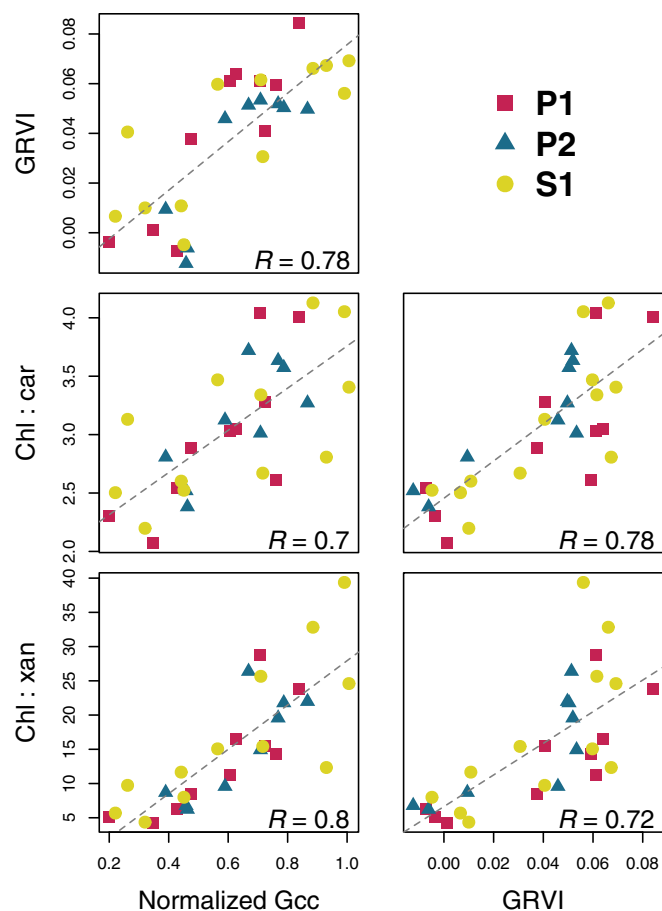 GRVI
0.08
0.06
0.04
0.02
0.00
R = 0.78
P1
P2
S1
Chl : car
4.0
3.5
3.0
2.5
2.0
R = 0.7
R = 0.78
Chl : xan
40
35
30
25
20
15
10
5
R = 0.8
R = 0.72
0.2 0.4 0.6 0.8 1.0
0.00 0.02 0.04 0.06 0.08
Normalized Gcc
GRVI